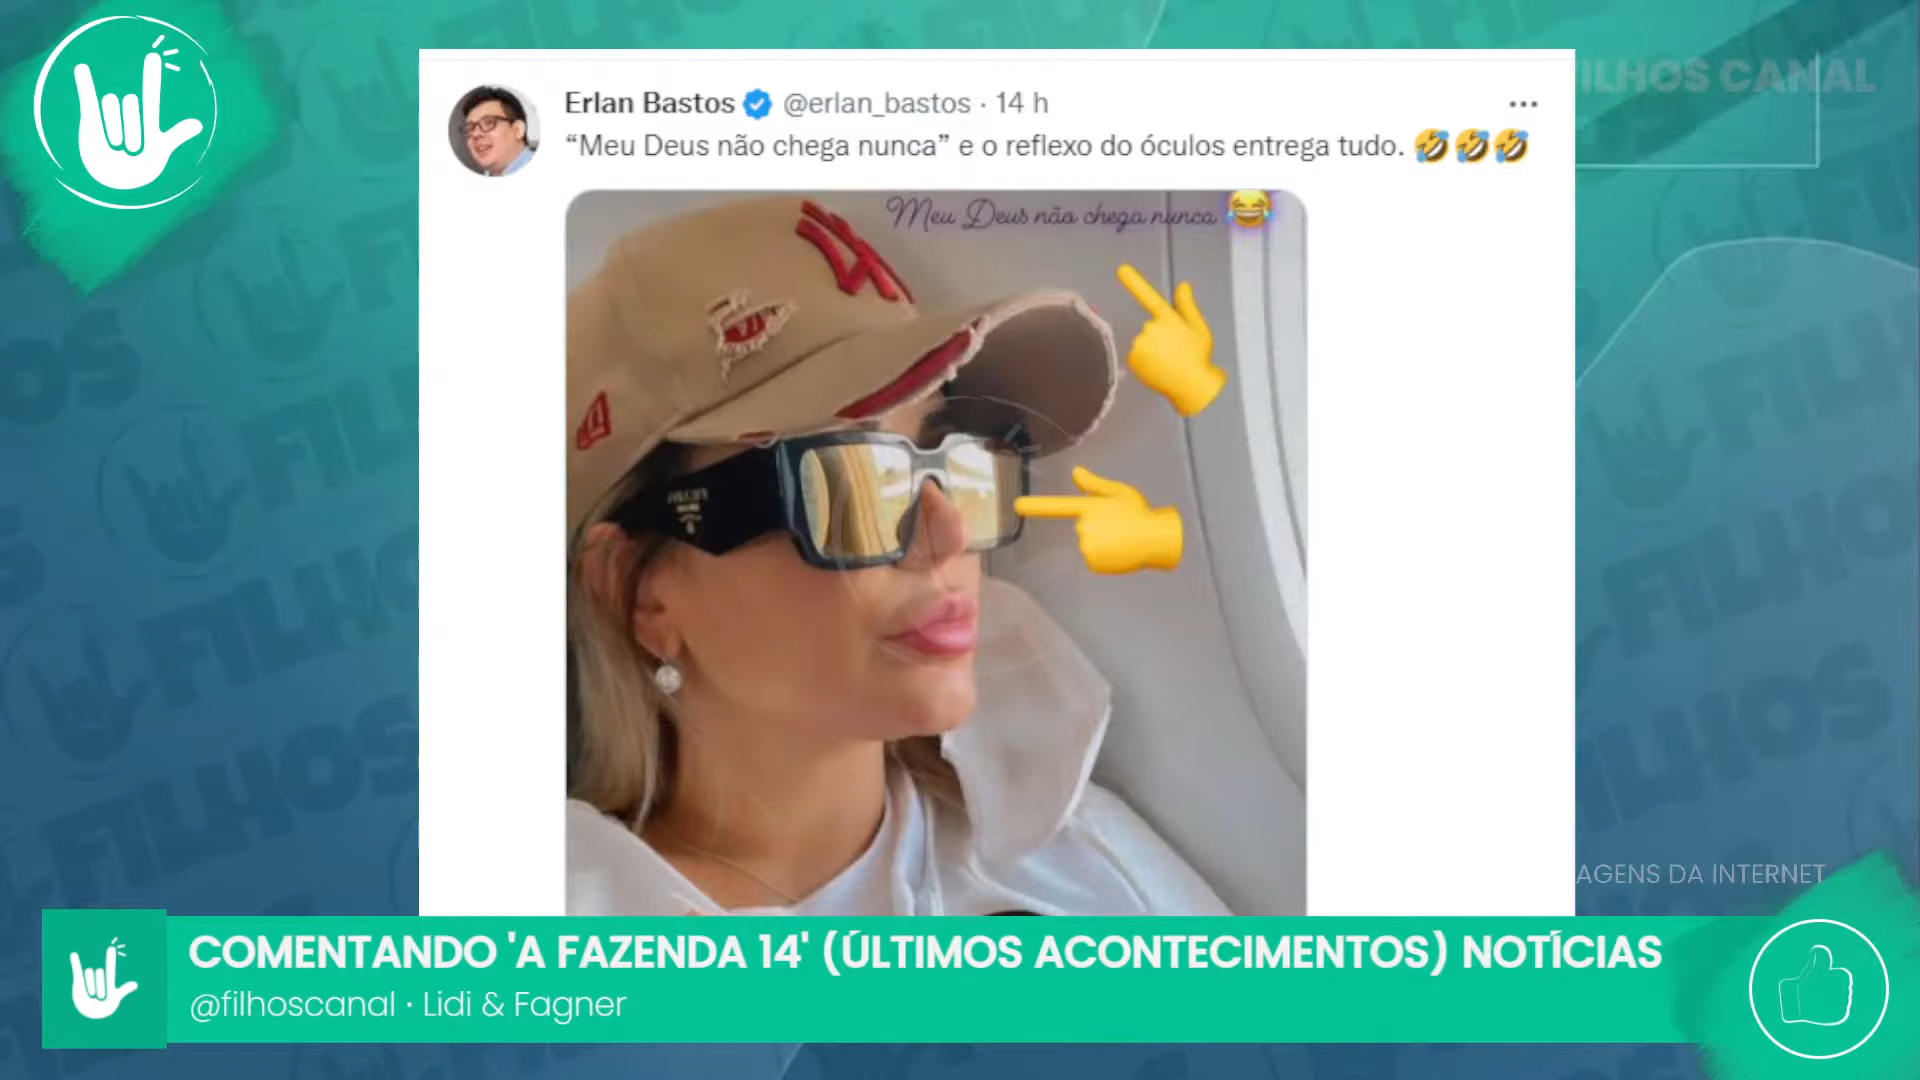 FILHOS CANAL
Erlan Bastos @erlan_bastos · 14 h
“Meu Deus não chega nunca” e o reflexo do óculos entrega tudo. 🤣🤣🤣
Meu Deus não chega nunca 😂
AGENS DA INTERNET
COMENTANDO 'A FAZENDA 14' (ÚLTIMOS ACONTECIMENTOS) NOTÍCIAS
@filhoscanal · Lidi & Fagner